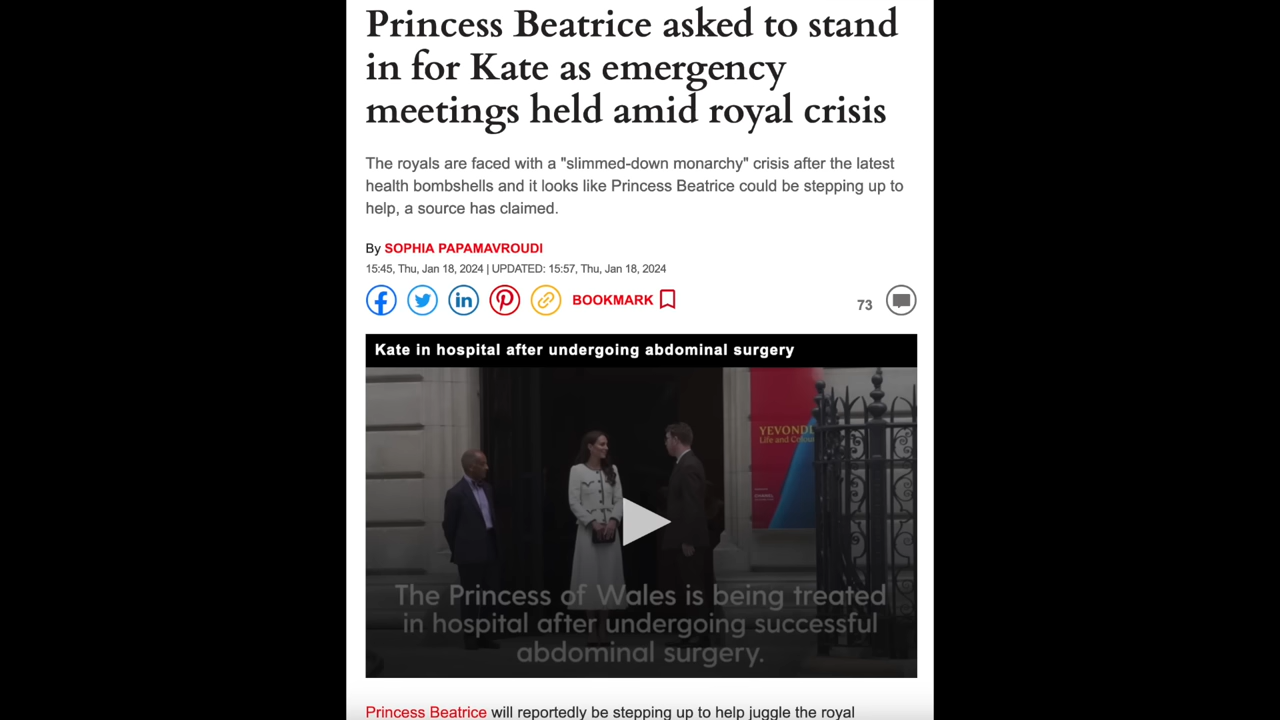 Princess Beatrice asked to stand
in for Kate as emergency
meetings held amid royal crisis
The royals are faced with a "slimmed-down monarchy" crisis after the latest
health bombshells and it looks like Princess Beatrice could be stepping up to
help, a source has claimed.
By SOPHIA PAPAMAVROUDI
15:45, Thu, Jan 18, 2024 | UPDATED: 15:57, Thu, Jan 18, 2024
BOOKMARK
73
Kate in hospital after undergoing abdominal surgery
YEVONDE
Life and Colour
The Princess of Wales is being treated
in hospital after undergoing successful
abdominal surgery.
Princess Beatrice will reportedly be stepping up to help juggle the royal